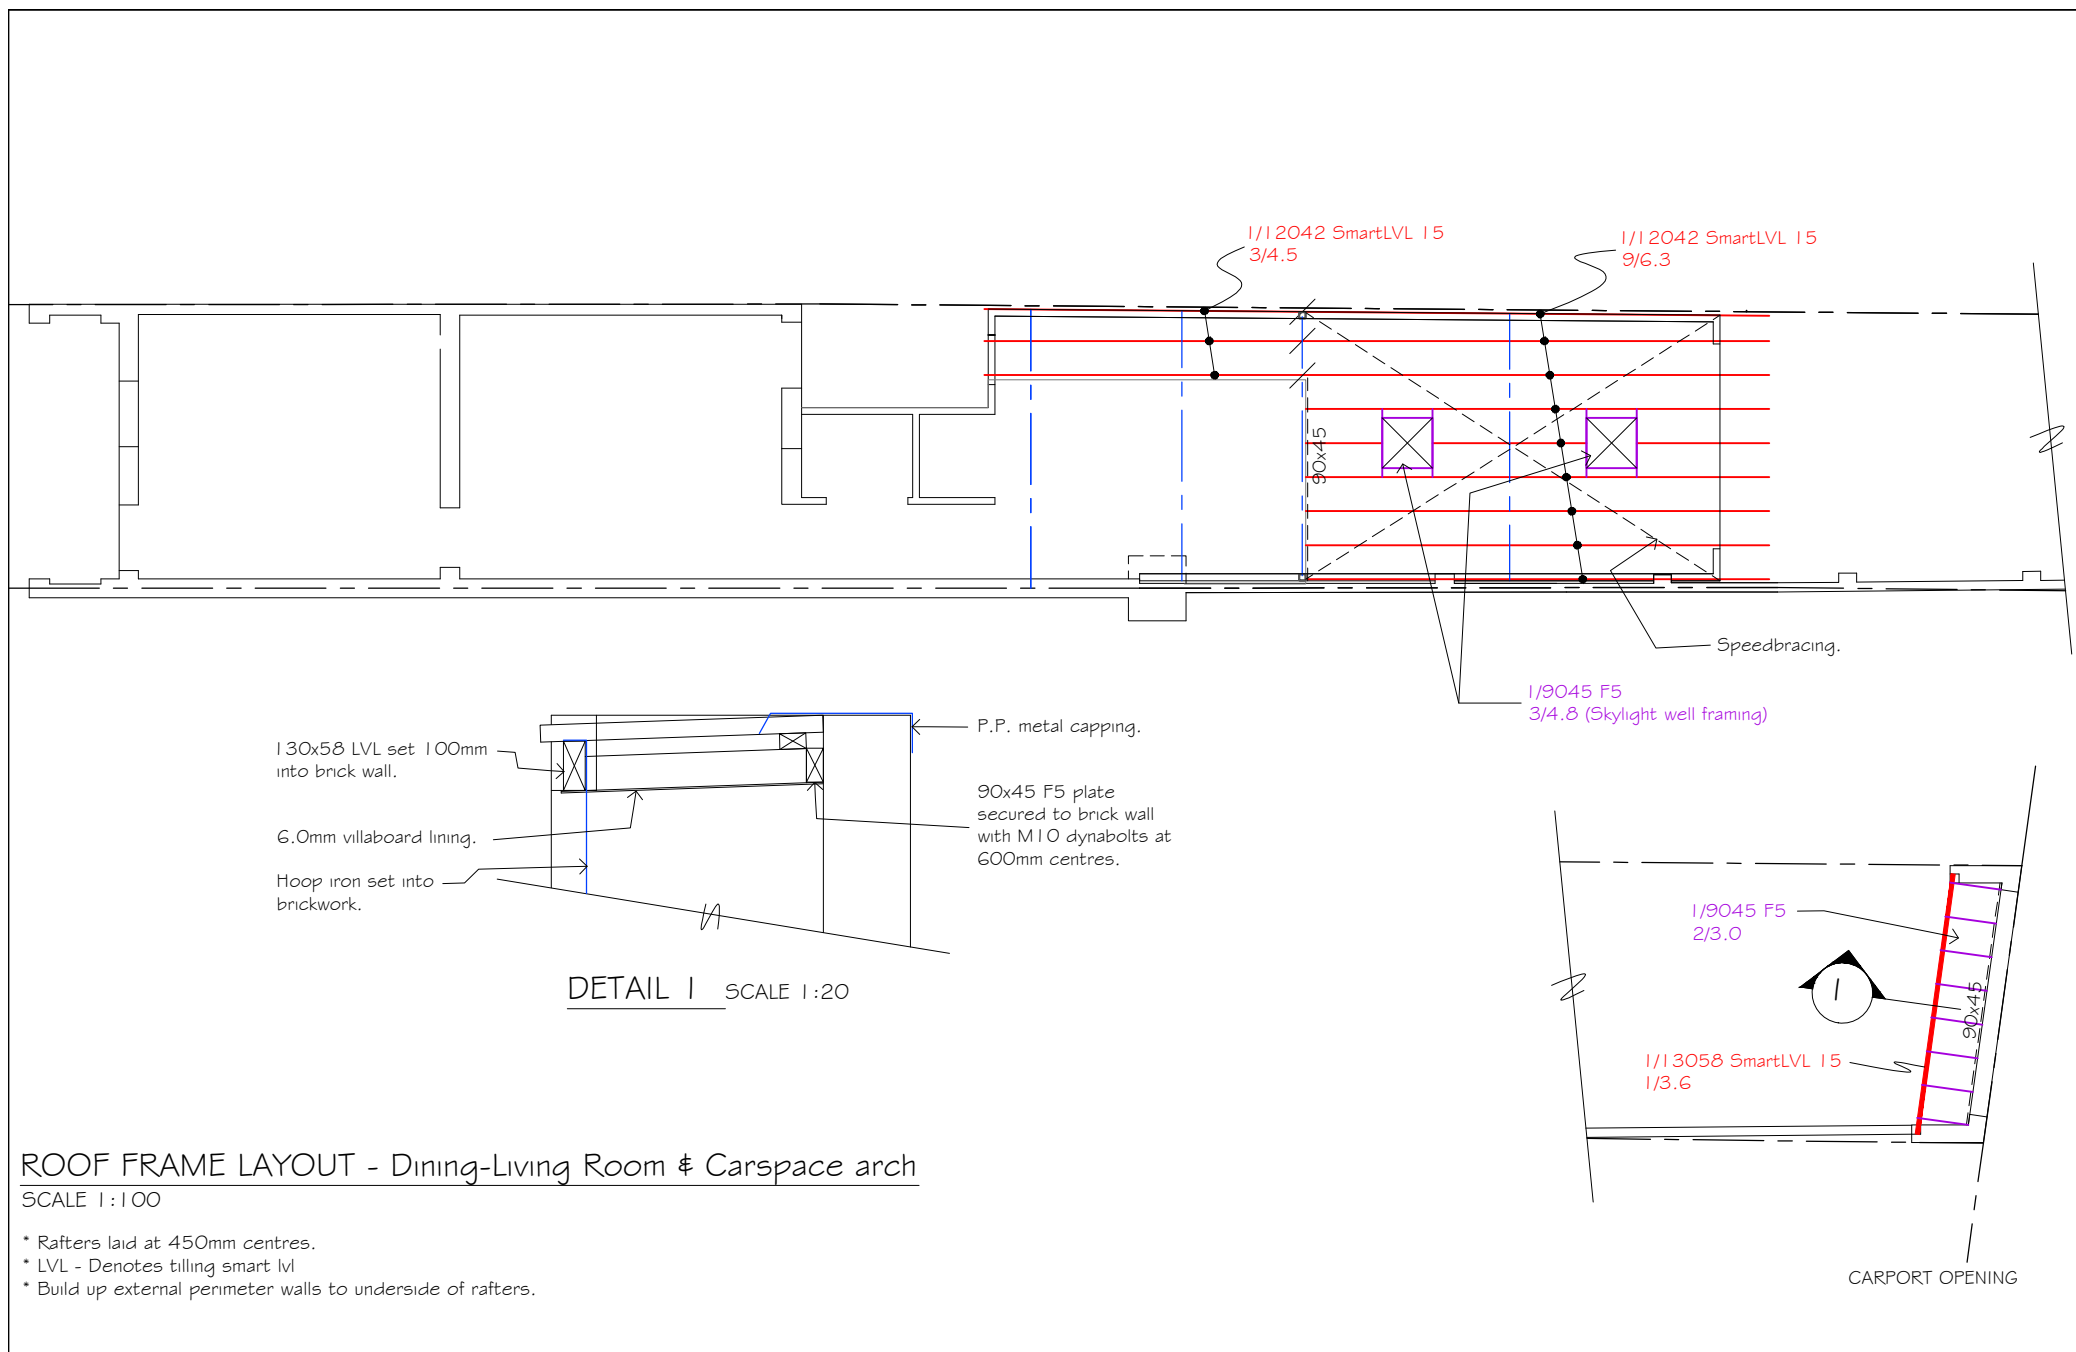 1/12042 SmartLVL 15
3/4.5
1/12042 SmartLVL 15
9/6.3
90x45
Speedbracing.
1/9045 F5
3/4.8 (Skylight well framing)
130x58 LVL set 100mm
into brick wall.
6.0mm villaboard lining.
Hoop iron set into
brickwork.
P.P. metal capping.
90x45 F5 plate
secured to brick wall
with M10 dynabolts at
600mm centres.
DETAIL 1 SCALE 1:20
1/9045 F5
2/3.0
1
90x45
1/13058 SmartLVL 15
1/3.6
CARPORT OPENING
ROOF FRAME LAYOUT - Dining-Living Room & Carspace arch
SCALE 1:100
* Rafters laid at 450mm centres.
* LVL - Denotes tilling smart lvl
* Build up external perimeter walls to underside of rafters.